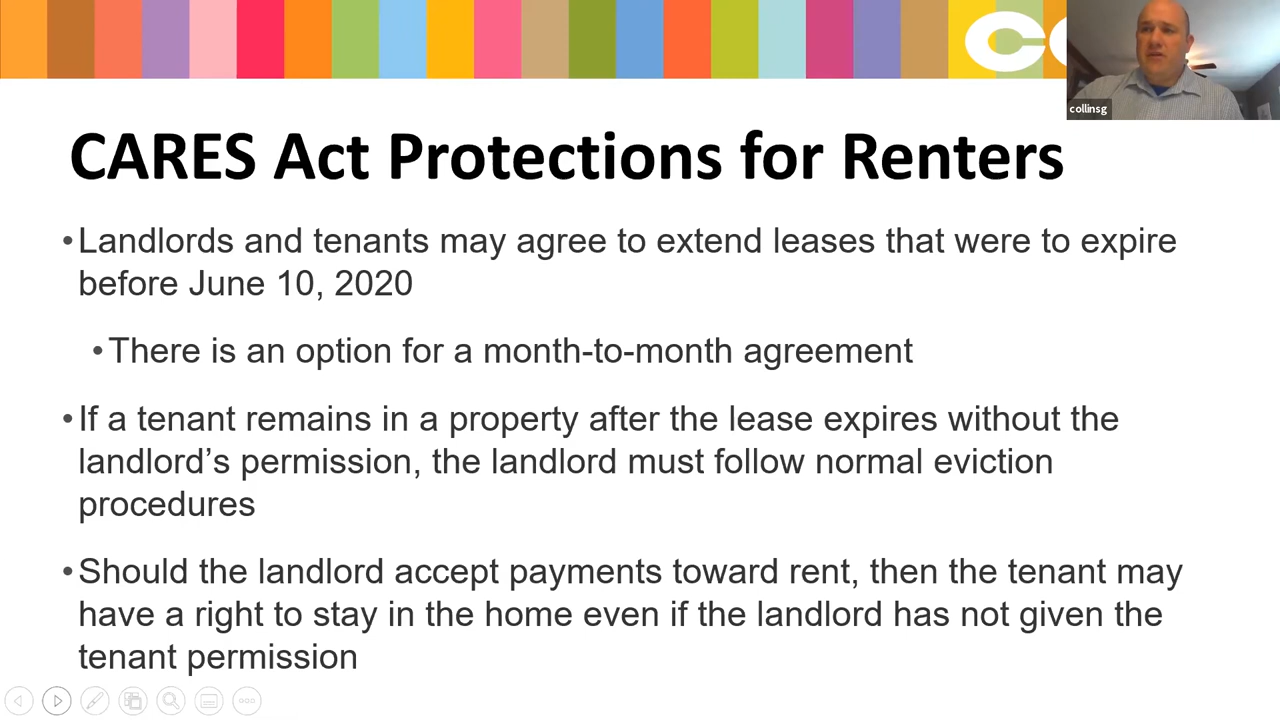 collinsg
CARES Act Protections for Renters
•Landlords and tenants may agree to extend leases that were to expire
before June 10, 2020
•There is an option for a month-to-month agreement
•If a tenant remains in a property after the lease expires without the
landlord’s permission, the landlord must follow normal eviction
procedures
•Should the landlord accept payments toward rent, then the tenant may
have a right to stay in the home even if the landlord has not given the
tenant permission